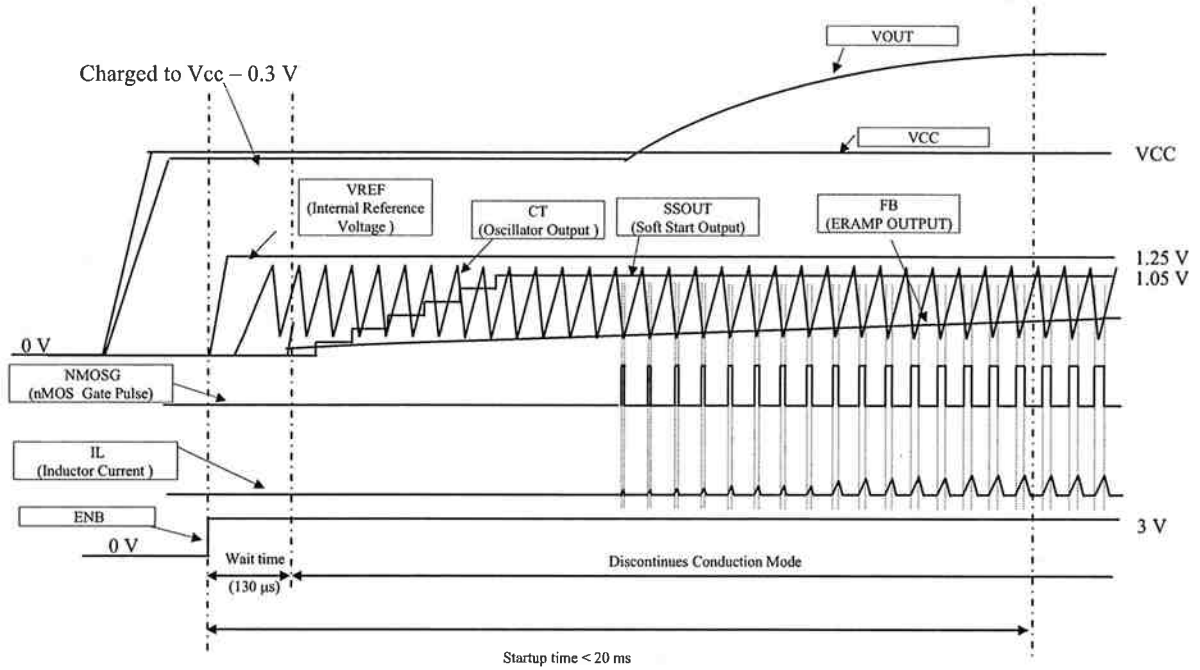 VOUT
Charged to Vcc – 0.3 V
VCC
VCC
VREF
(Internal Reference
Voltage )
CT
(Oscillator Output )
SSOUT
(Soft Start Output)
FB
(ERAMP OUTPUT)
1.25 V
1.05 V
0 V
NMOSG
(nMOS Gate Pulse)
IL
(Inductor Current )
ENB
3 V
0 V
Wait time
(130 μs)
Discontinues Conduction Mode
Startup time < 20 ms